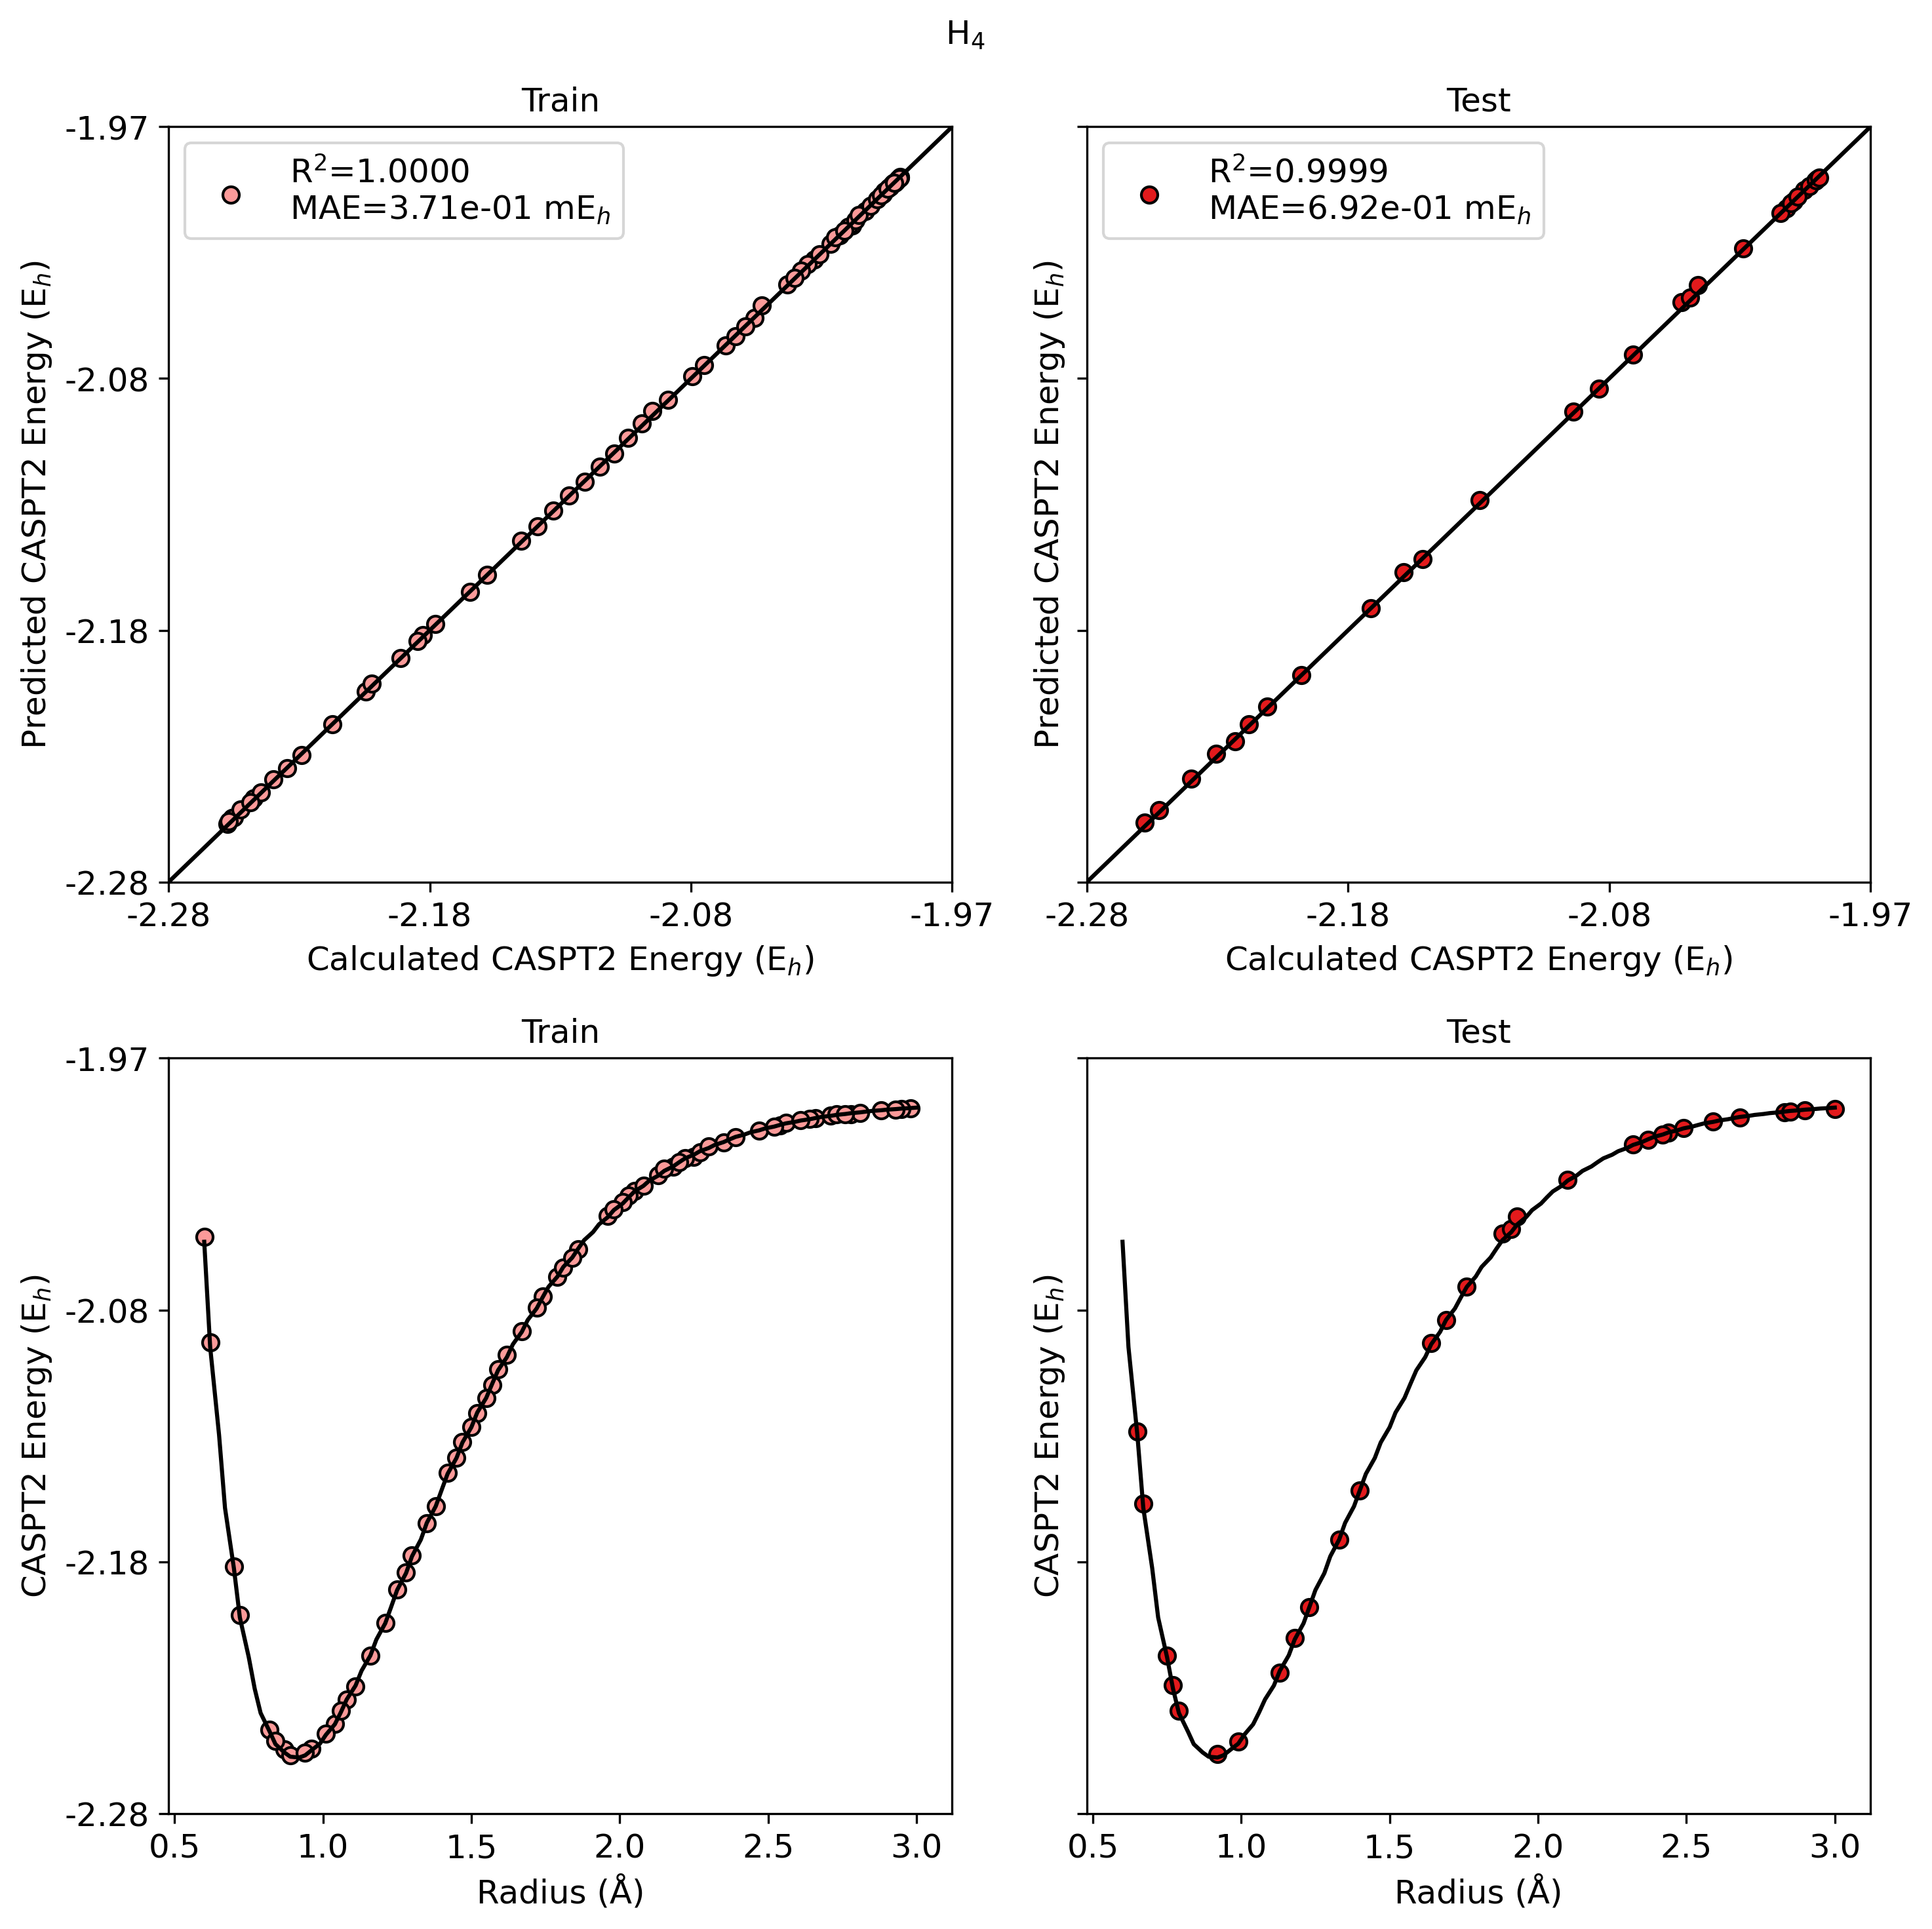 H₄
Train
Test
-1.97
-2.08
-2.18
-2.28
Predicted CASPT2 Energy (Eₕ)
R²=1.0000
MAE=3.71e-01 mEₕ
-2.28 -2.18 -2.08 -1.97
Calculated CASPT2 Energy (Eₕ)
Predicted CASPT2 Energy (Eₕ)
R²=0.9999
MAE=6.92e-01 mEₕ
-2.28 -2.18 -2.08 -1.97
Calculated CASPT2 Energy (Eₕ)
Train
Test
-1.97
-2.08
-2.18
-2.28
CASPT2 Energy (Eₕ)
0.5 1.0 1.5 2.0 2.5 3.0
Radius (Å)
CASPT2 Energy (Eₕ)
0.5 1.0 1.5 2.0 2.5 3.0
Radius (Å)